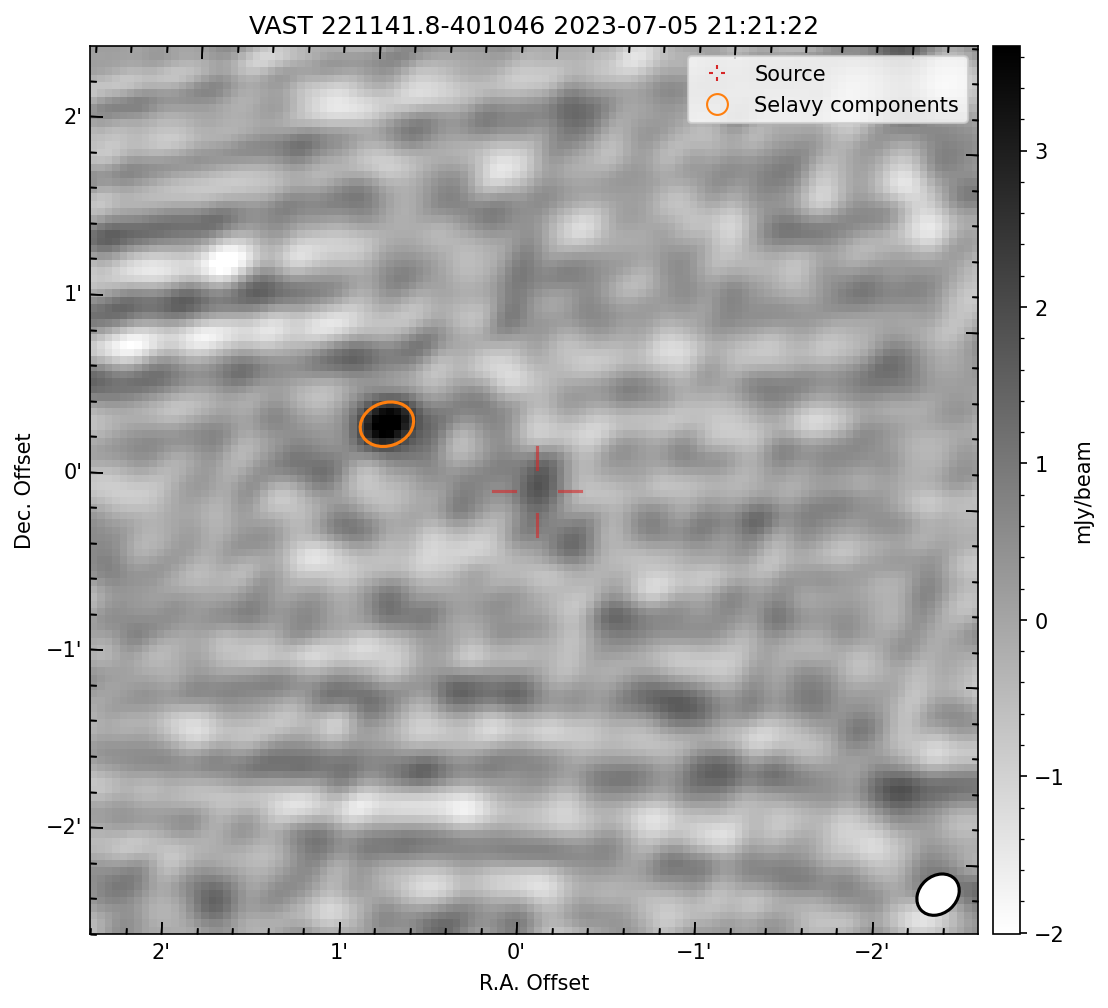 VAST 221141.8-401046 2023-07-05 21:21:22
Source
Selavy components
2'
1'
0'
−1'
−2'
Dec. Offset
2'
1'
0'
−1'
−2'
R.A. Offset
3
2
1
0
−1
−2
mJy/beam